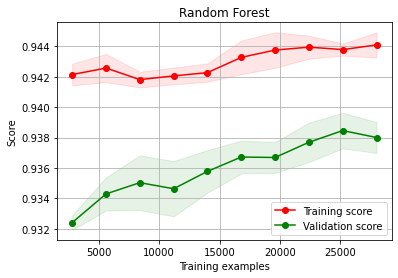 Random Forest
0.944
0.942
0.940
0.938
0.936
0.934
0.932
Score
5000 10000 15000 20000 25000
Training examples
Training score
Validation score